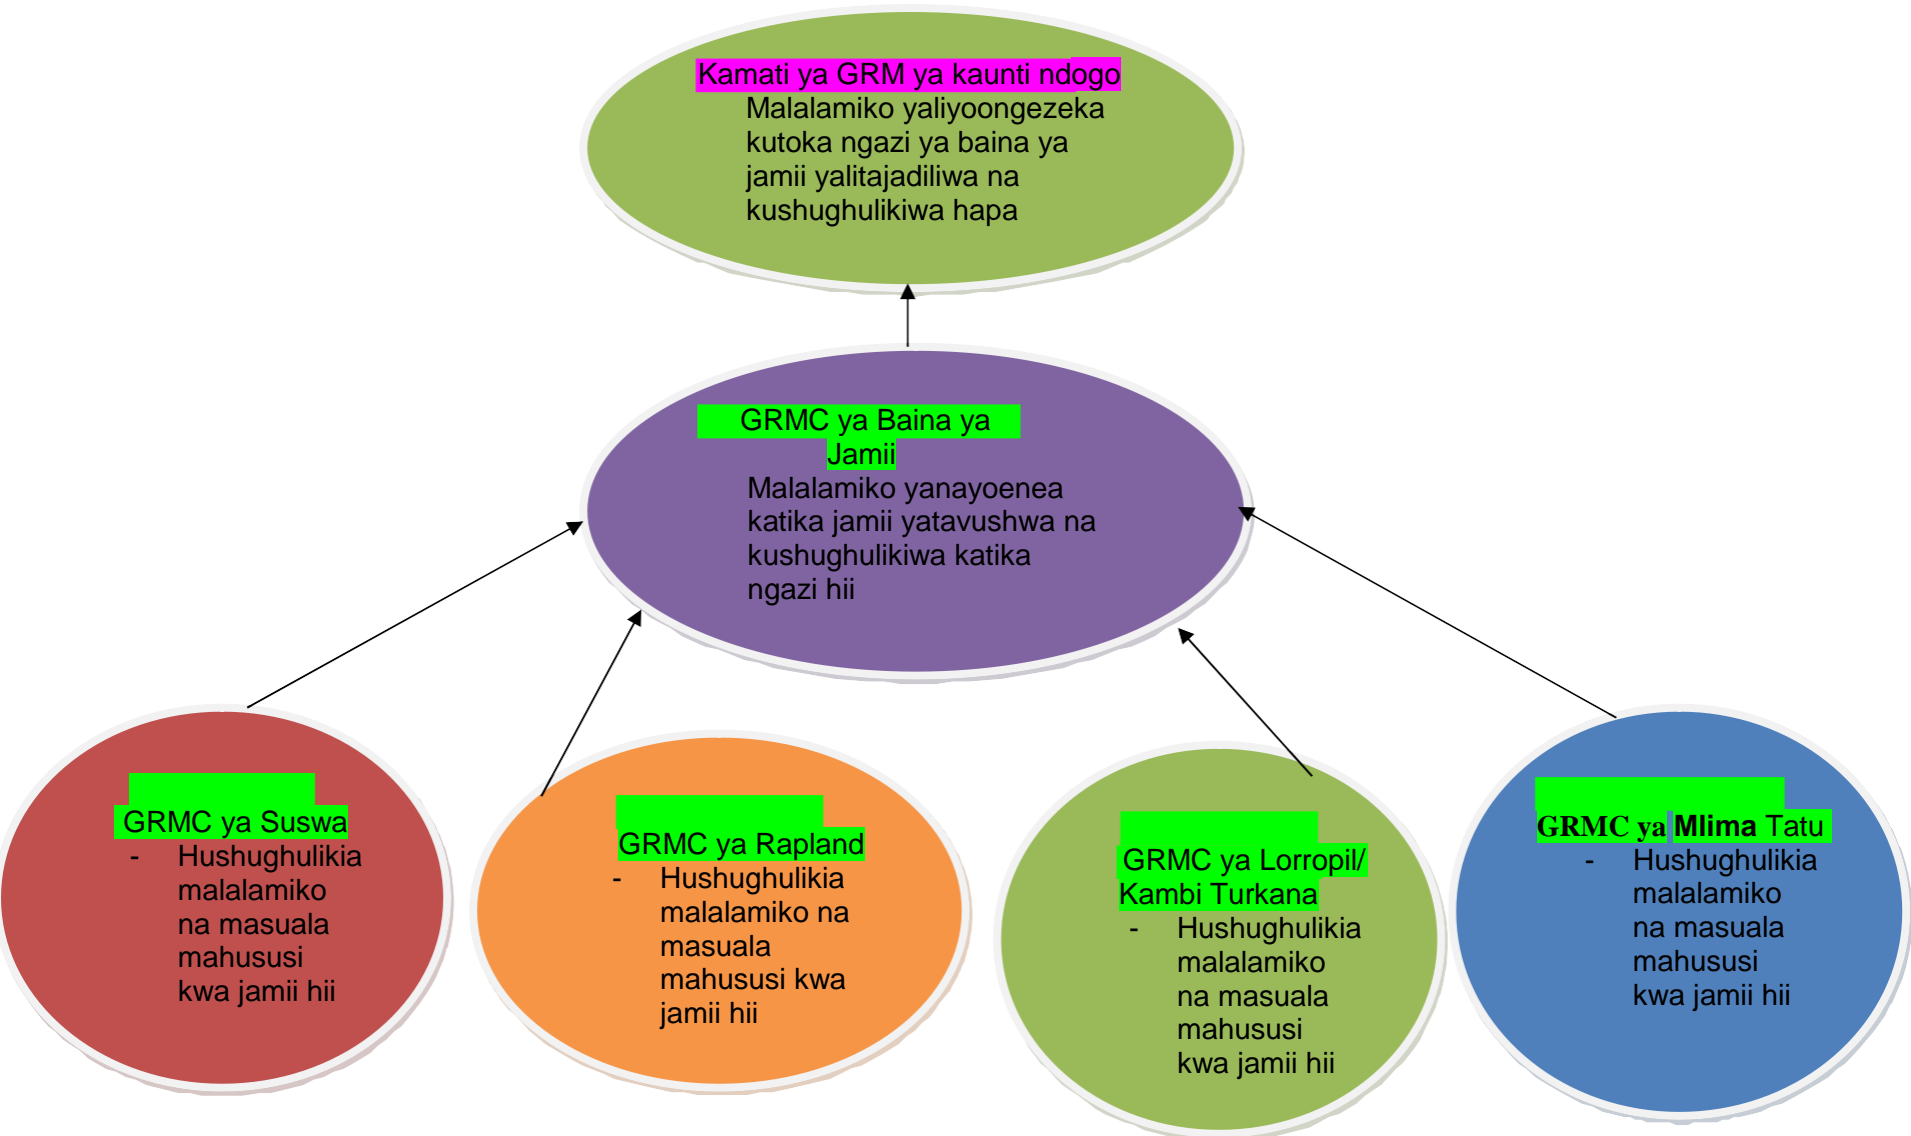 Kamati ya GRM ya kaunti ndogo
Malalamiko yaliyoongezeka
kutoka ngazi ya baina ya
jamii yalitajadiliwa na
kushughulikiwa hapa
GRMC ya Baina ya
Jamii
Malalamiko yanayoenea
katika jamii yatavushwa na
kushughulikiwa katika
ngazi hii
GRMC ya Suswa
- Hushughulikia
malalamiko
na masuala
mahususi
kwa jamii hii
GRMC ya Rapland
- Hushughulikia
malalamiko na
masuala
mahususi kwa
jamii hii
GRMC ya Lorropil/
Kambi Turkana
- Hushughulikia
malalamiko
na masuala
mahususi
kwa jamii hii
GRMC ya Mlima Tatu
- Hushughulikia
malalamiko
na masuala
mahususi
kwa jamii hii